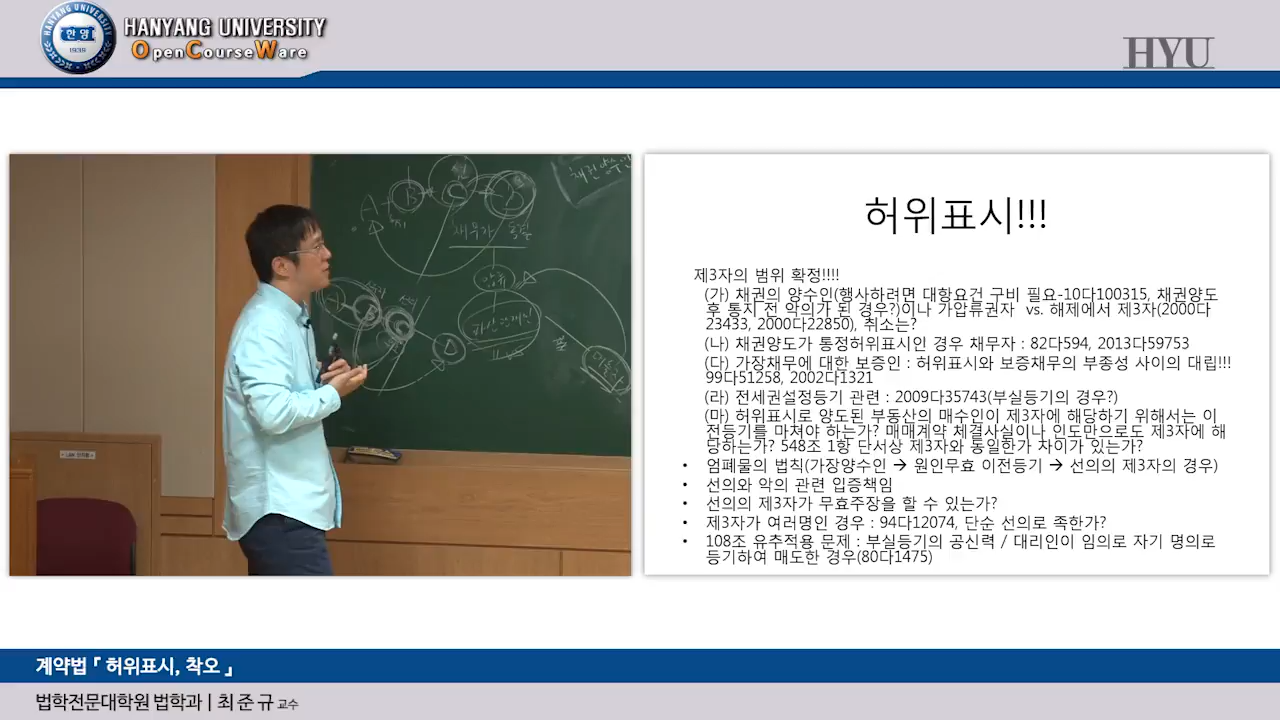 HANYANG UNIVERSITY
OpenCourseWare
HANYANG UNIVERSITY
한양
1939
HYU
A
B
C
D
채권양수인
채무자 동일
압류
파산관재인
D
허위표시!!!
제3자의 범위 확정!!!!
(가) 채권의 양수인(행사하려면 대항요건 구비 필요-10다100315, 채권양도
후 통지 전 악의가 된 경우?)이나 가압류권자 vs. 해제에서 제3자(2000다
23433, 2000다22850), 취소는?
(나) 채권양도가 통정허위표시인 경우 채무자 : 82다594, 2013다59753
(다) 가장채무에 대한 보증인 : 허위표시와 보증채무의 부종성 사이의 대립!!!
99다51258, 2002다1321
(라) 전세권설정등기 관련 : 2009다35743(부실등기의 경우?)
(마) 허위표시로 양도된 부동산의 매수인이 제3자에 해당하기 위해서는 이
전등기를 마쳐야 하는가? 매매계약 체결사실이나 인도만으로도 제3자에 해
당하는가? 548조 1항 단서상 제3자와 동일한가 차이가 있는가?
• 엄폐물의 법칙(가장양수인 → 원인무효 이전등기 → 선의의 제3자의 경우)
• 선의와 악의 관련 입증책임
• 선의의 제3자가 무효주장을 할 수 있는가?
• 제3자가 여러명인 경우 : 94다12074, 단순 선의로 족한가?
• 108조 유추적용 문제 : 부실등기의 공신력 / 대리인이 임의로 자기 명의로
등기하여 매도한 경우(80다1475)
계약법『 허위표시, 착오 』
법학전문대학원 법학과 | 최준규 교수